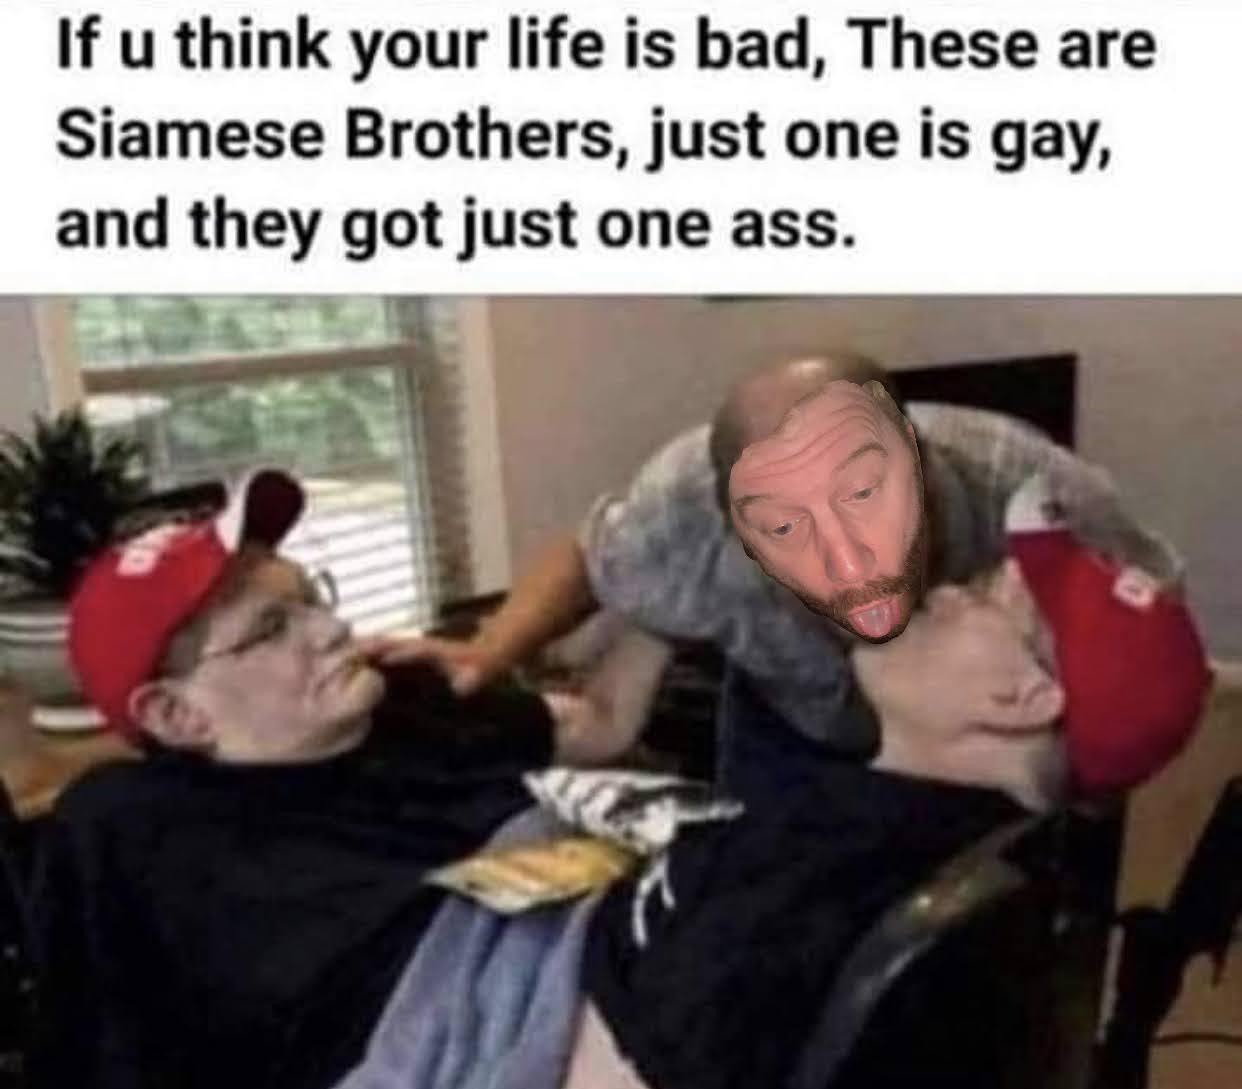 If u think your life is bad, These are
Siamese Brothers, just one is gay,
and they got just one ass.